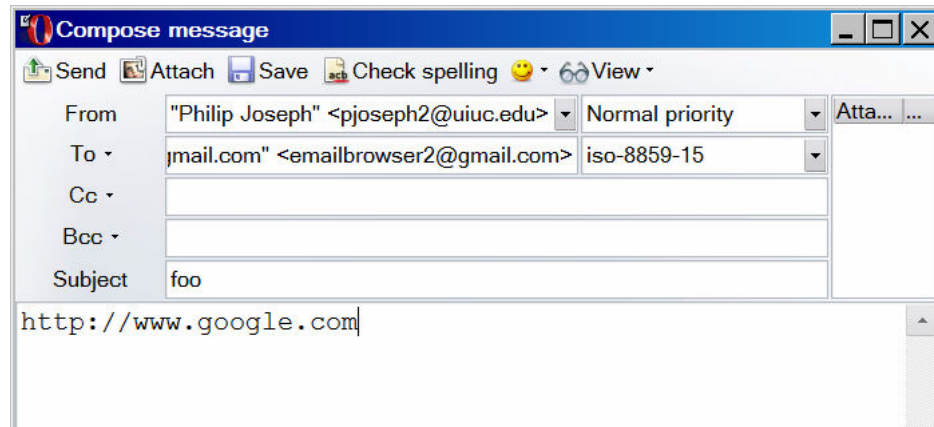 Compose message
Send Attach Save Check spelling View
From "Philip Joseph" <pjoseph2@uiuc.edu> Normal priority Atta... ...
To gmail.com" <emailbrowser2@gmail.com> iso-8859-15
Cc
Bcc
Subject foo
http://www.google.com